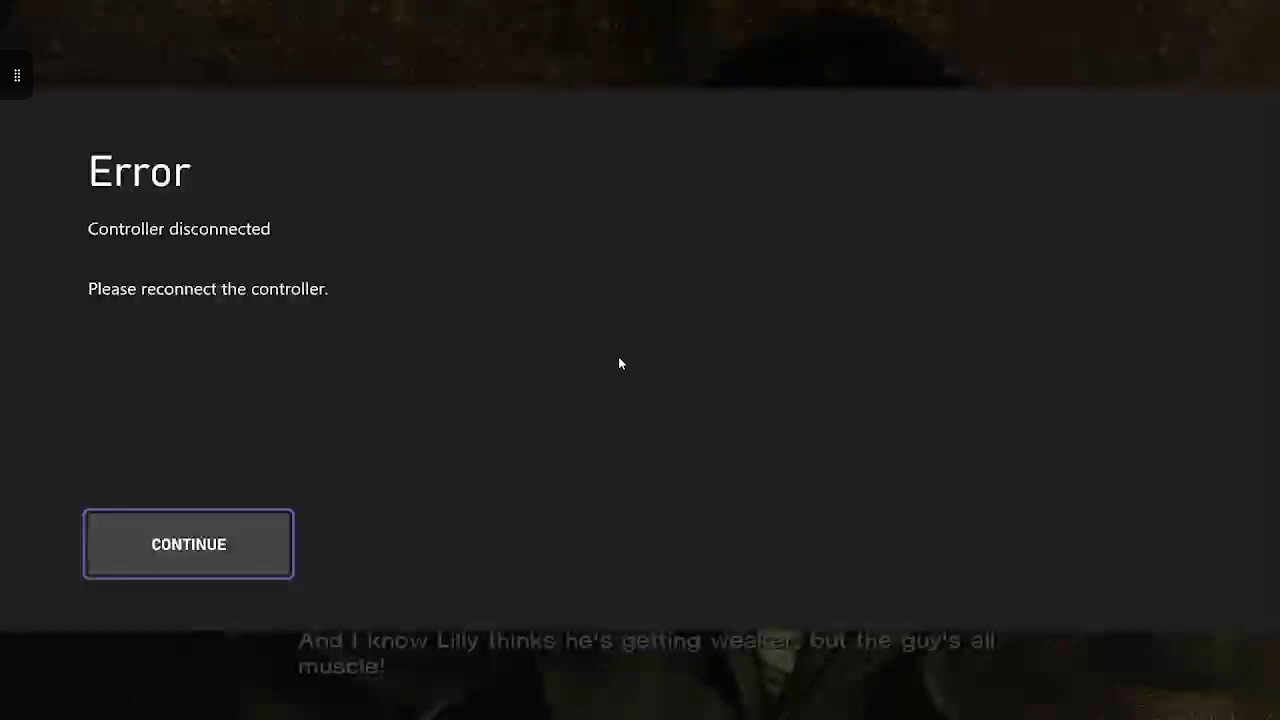 Error
Controller disconnected
Please reconnect the controller.
CONTINUE
And I know Lilly thinks he's getting weaker, but the guy's all
muscle!